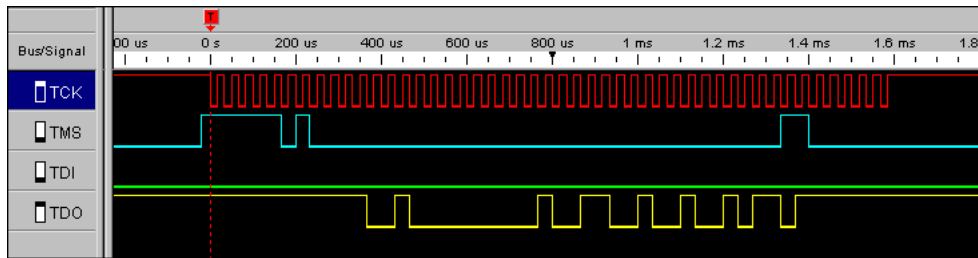 T
Bus/Signal 00 us 0 s 200 us 400 us 600 us 800 us 1 ms 1.2 ms 1.4 ms 1.6 ms 1.8
TCK
TMS
TDI
TDO